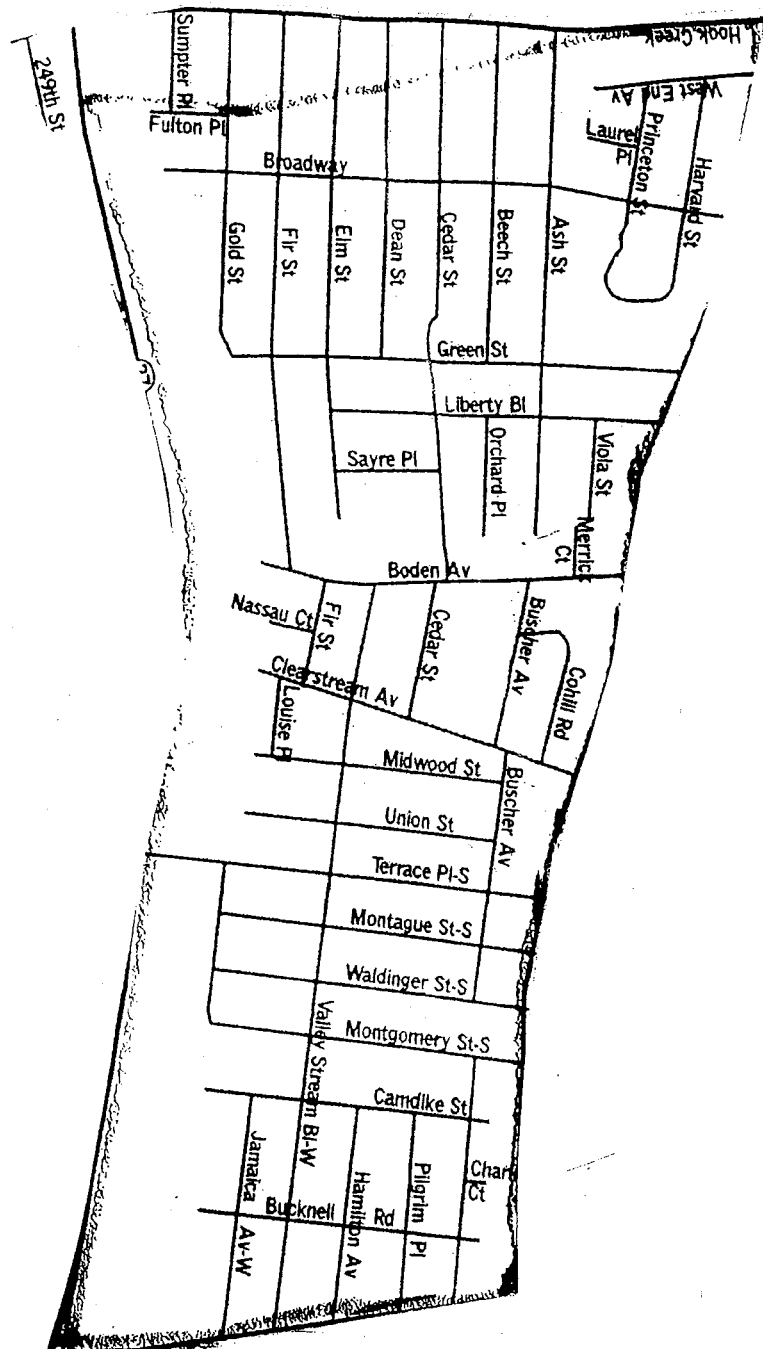 Hook Creek
249th St
Sumpter Pl
Fulton Pl
West End Av
Laurel Pl
Princeton St
Harvard St
Broadway
Gold St
Fir St
Elm St
Dean St
Cedar St
Beech St
Ash St
Green St
Liberty Bl
Sayre Pl
Orchard Pl
Viola St
Merrick Ct
Boden Av
Nassau Ct
Fir St
Cedar St
Buscher Av
Cohill Rd
Clearstream Av
Louise Pl
Midwood St
Buscher Av
Union St
Terrace Pl-S
Montague St-S
Waldinger St-S
Montgomery St-S
Valley Stream Bl-W
Camdike St
Jamaica Av-W
Hamilton Av
Pilgrim Pl
Ct
Bucknell Rd